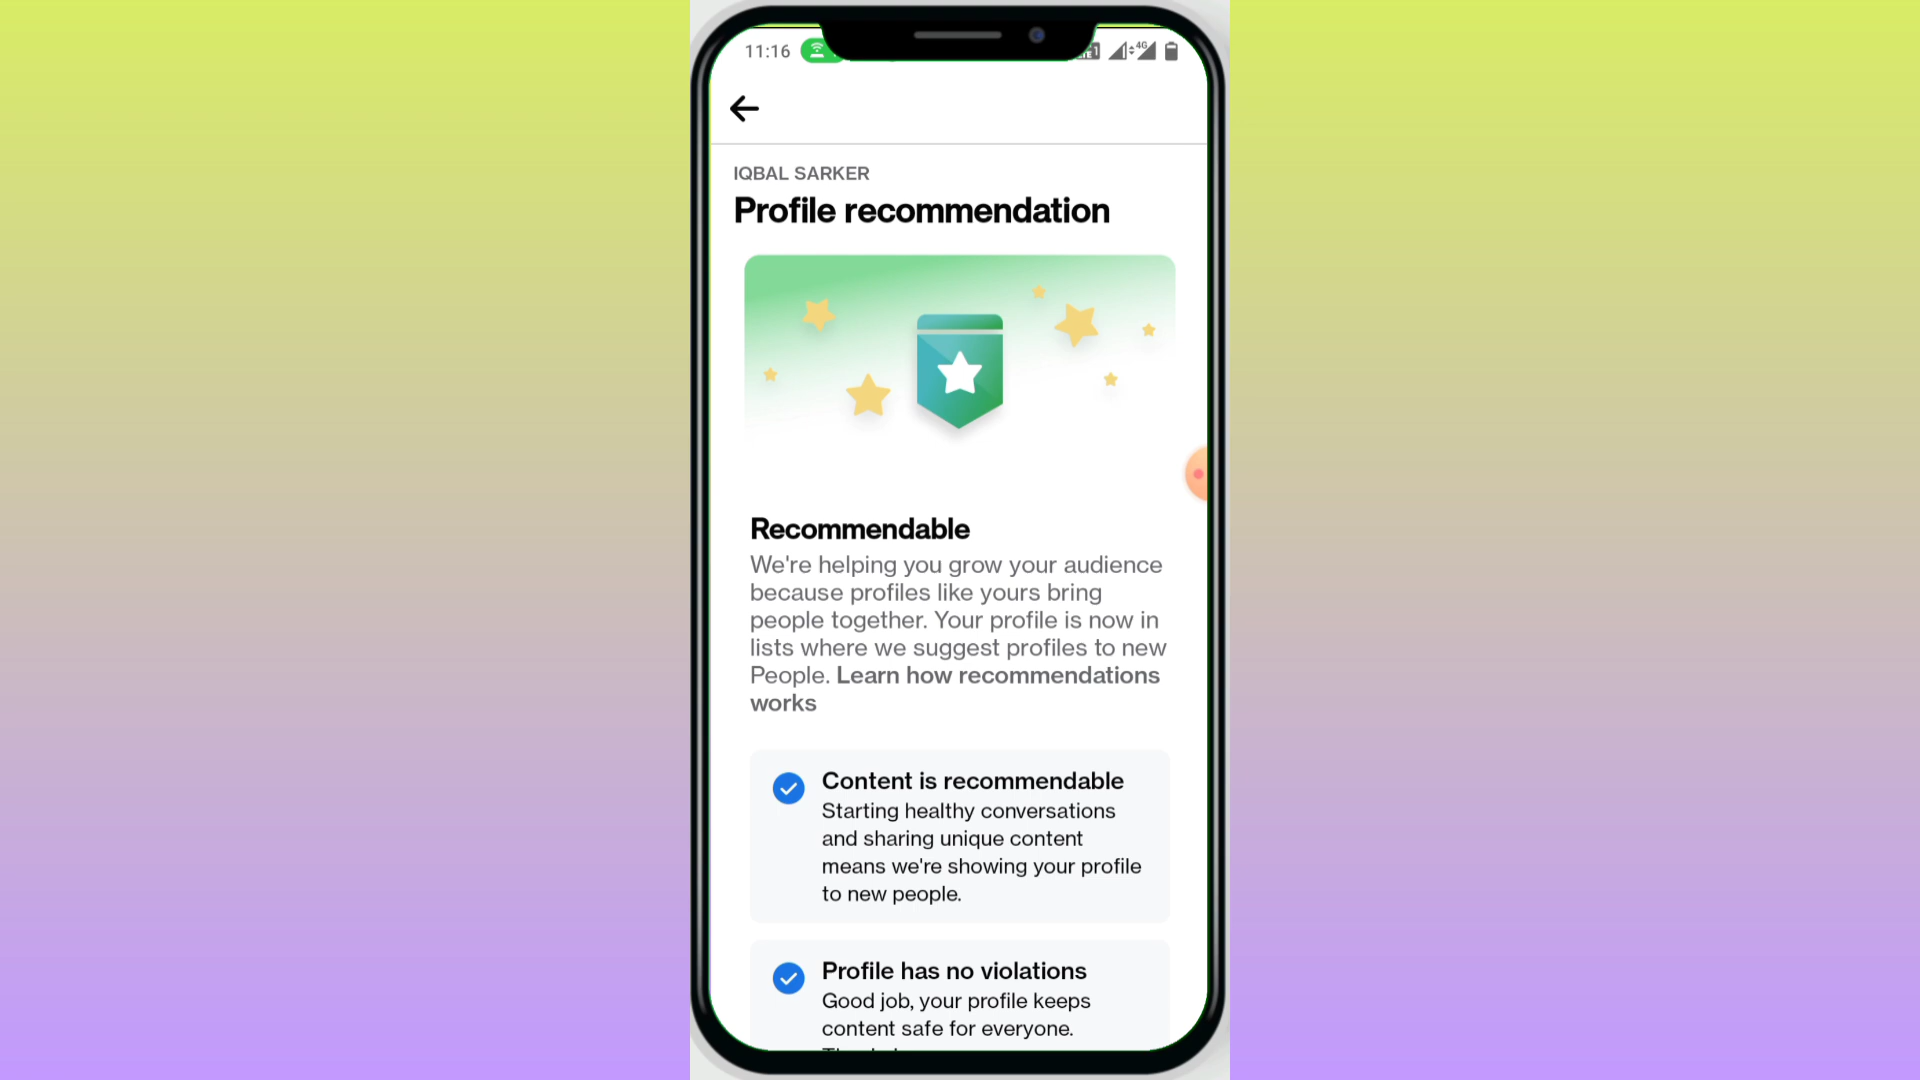 11:16
4G
IQBAL SARKER
Profile recommendation
Recommendable
We're helping you grow your audience
because profiles like yours bring
people together. Your profile is now in
lists where we suggest profiles to new
People. Learn how recommendations
works
Content is recommendable
Starting healthy conversations
and sharing unique content
means we're showing your profile
to new people.
Profile has no violations
Good job, your profile keeps
content safe for everyone.